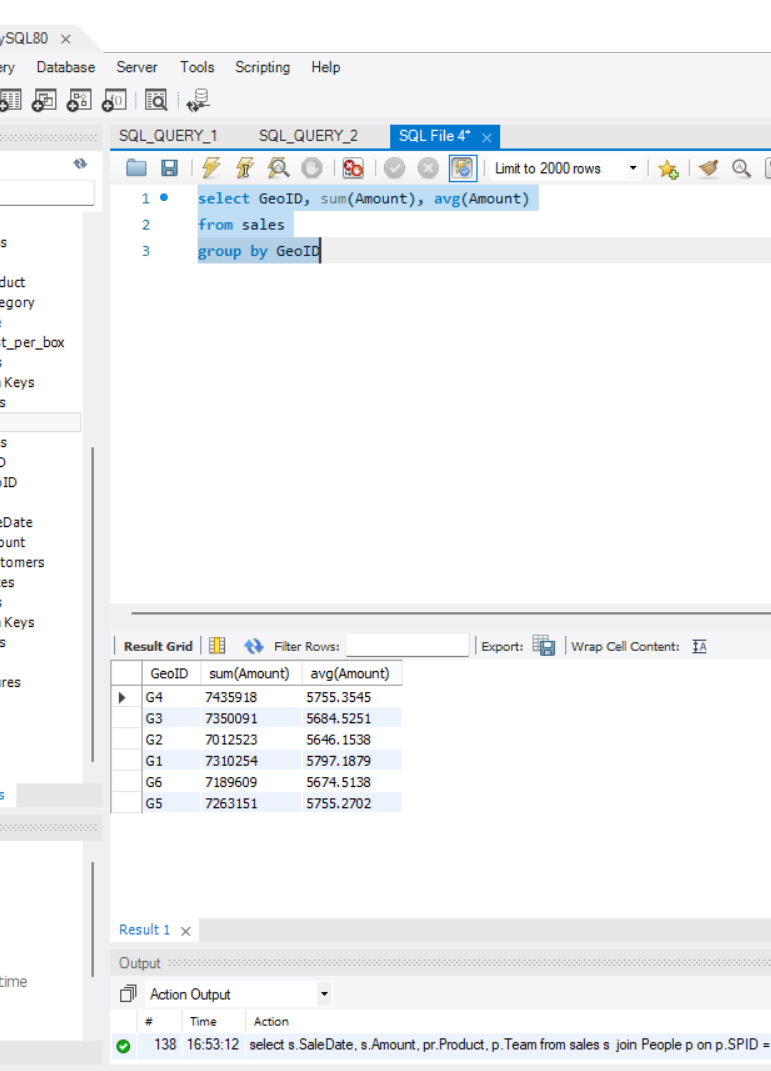 ySQL80
ery Database Server Tools Scripting Help
SQL_QUERY_1 SQL_QUERY_2 SQL File 4*
Limit to 2000 rows
1 select GeoID, sum(Amount), avg(Amount)
2 from sales
3 group by GeoID
s
duct
egory
t_per_box
Keys
s
s
ID
eDate
ount
tomers
es
Keys
s
res
Result Grid Filter Rows: Export: Wrap Cell Content:
GeoID sum(Amount) avg(Amount)
G4 7435918 5755.3545
G3 7350091 5684.5251
G2 7012523 5646.1538
G1 7310254 5797.1879
G6 7189609 5674.5138
G5 7263151 5755.2702
s
Result 1
Output
time
Action Output
# Time Action
138 16:53:12 select s.SaleDate, s.Amount, pr.Product, p.Team from sales s join People p on p.SPID =